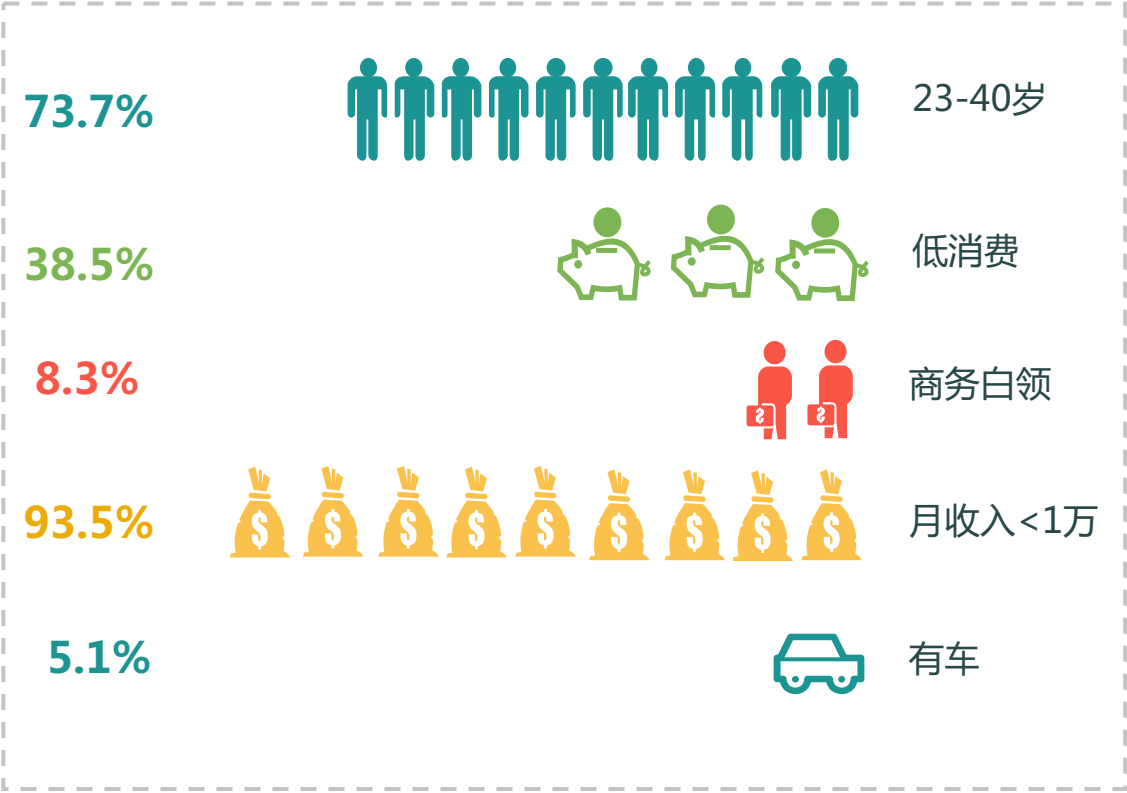 73.7% 23-40岁
38.5% 低消费
8.3% 商务白领
93.5% $ $ $ $ $ $ $ $ $ 月收入<1万
5.1% 有车